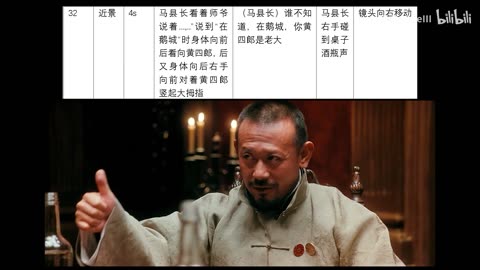 32
近景
4s
马县长看着师爷
说着......”说到“在
鹅城”时身体向前
后看向黄四郎，后
又身体向后右手
向前对着黄四郎
竖起大拇指
（马县长）谁不知
道，在鹅城，你黄
四郎是老大
马县长
右手碰
到桌子
酒瓶声
镜头向右移动
bilibili